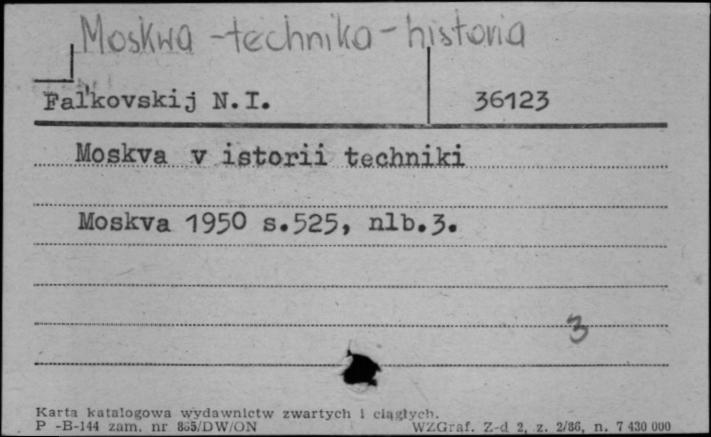 Moskwa - technika - historia
Fal'kovskij N.I. 36123
Moskva v istorii techniki
Moskva 1950 s.525, nlb.3.
3
Karta katalogowa wydawnictw zwartych i ciągłych.
P -B-144 zam. nr 865/DW/ON WZGraf. Z-d 2, z. 2/86, n. 7 430 000